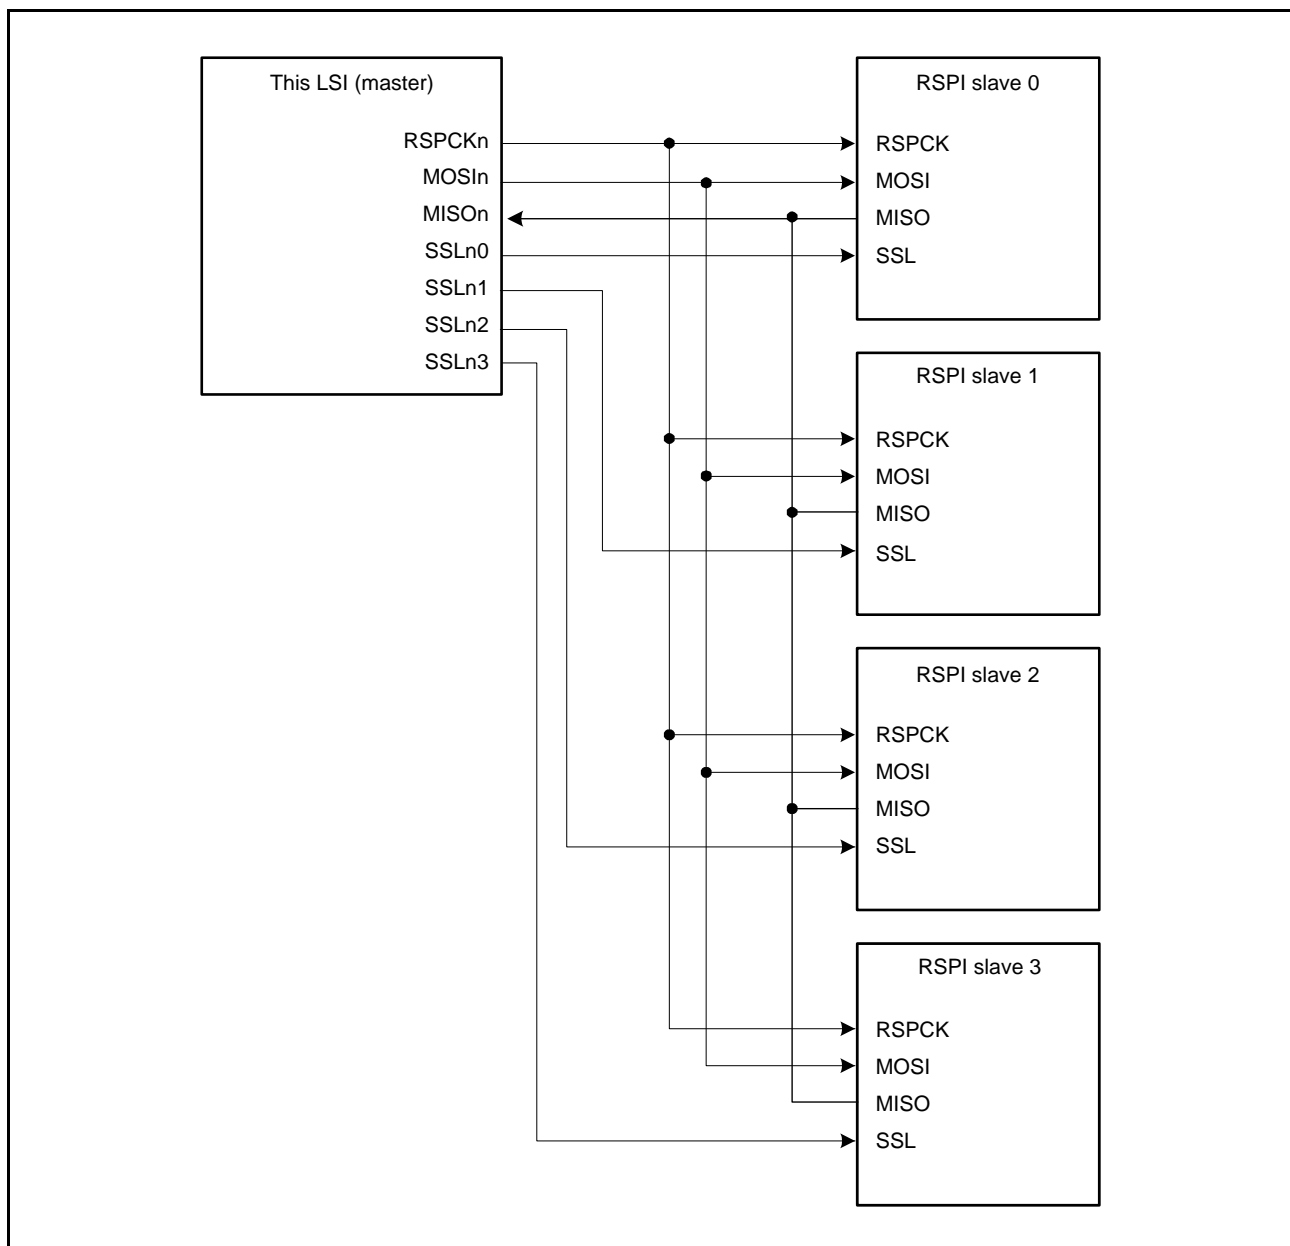 This LSI (master)
RSPCKn
MOSIn
MISOn
SSLn0
SSLn1
SSLn2
SSLn3
RSPI slave 0
RSPCK
MOSI
MISO
SSL
RSPI slave 1
RSPCK
MOSI
MISO
SSL
RSPI slave 2
RSPCK
MOSI
MISO
SSL
RSPI slave 3
RSPCK
MOSI
MISO
SSL